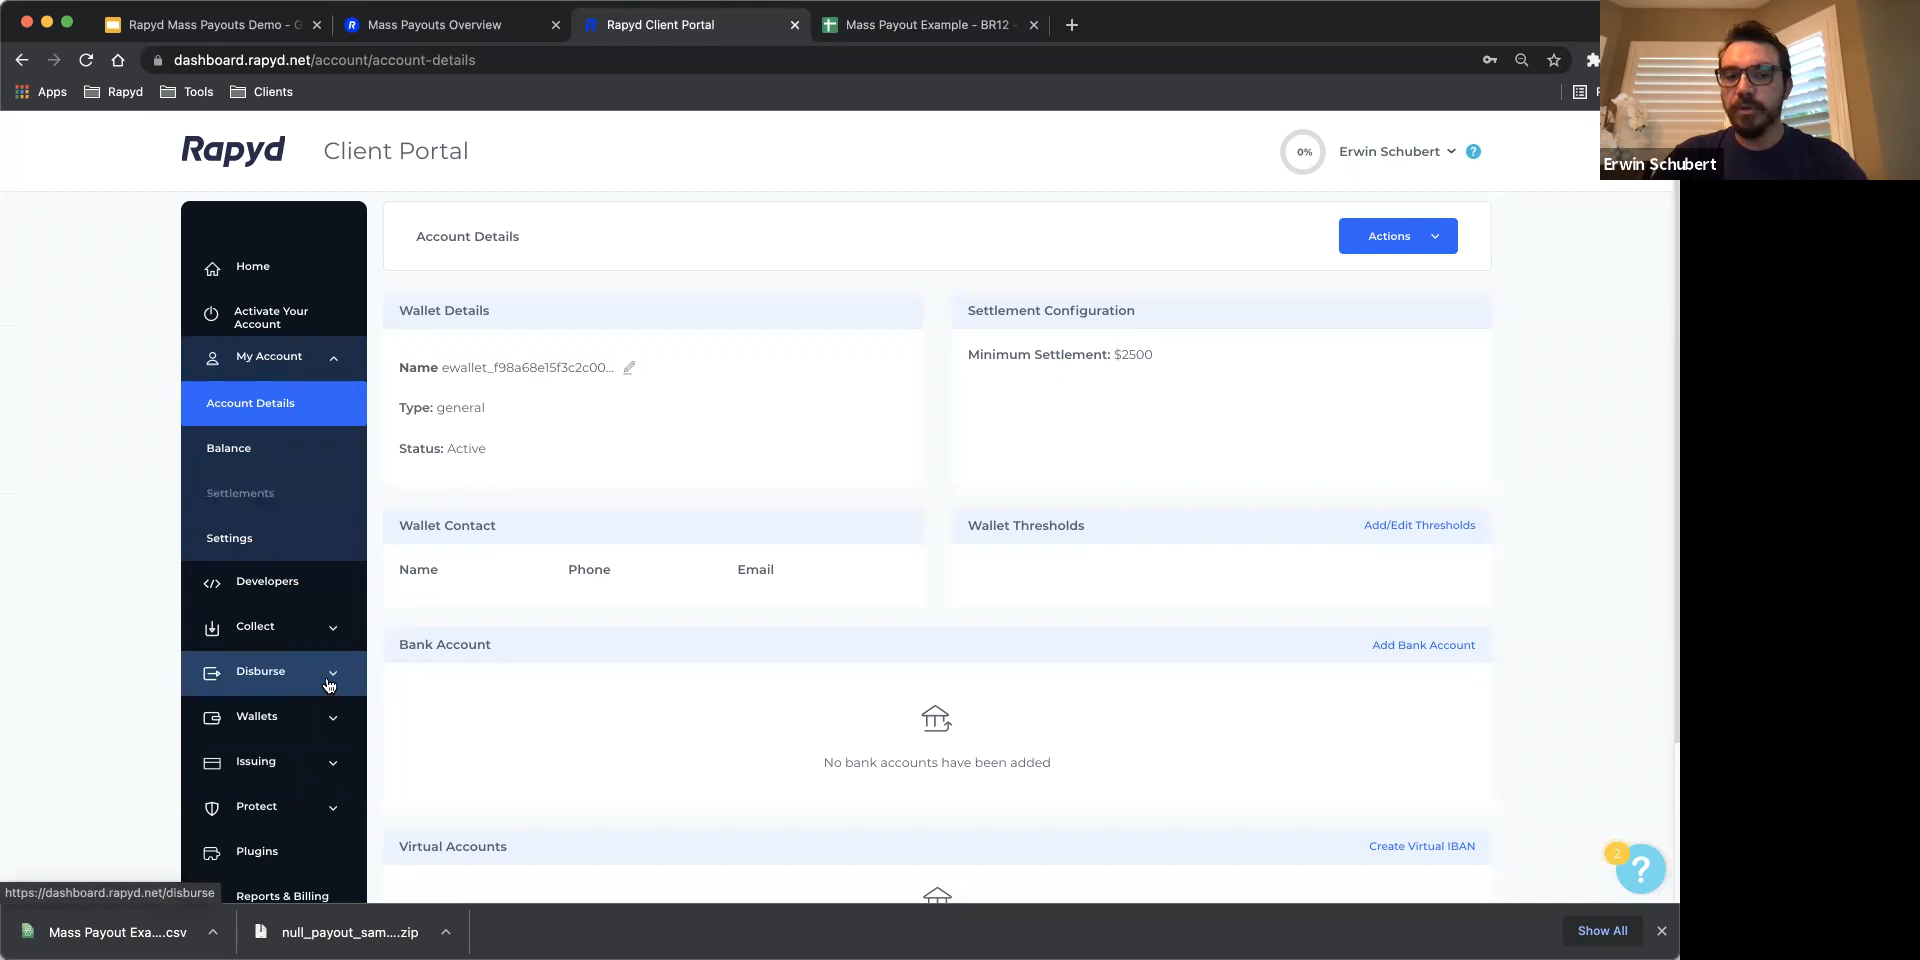 Rapyd Mass Payouts Demo - G
Mass Payouts Overview
Rapyd Client Portal
Mass Payout Example - BR12 -
dashboard.rapyd.net/account/account-details
Apps
Rapyd
Tools
Clients
Rapyd
Client Portal
0%
Erwin Schubert
?
Erwin Schubert
Account Details
Actions
Home
Activate Your
Account
My Account
Account Details
Balance
Settlements
Settings
Developers
Collect
Disburse
Wallets
Issuing
Protect
Plugins
Reports & Billing
Wallet Details
Name ewallet_f98a68e15f3c2c00...
Type: general
Status: Active
Settlement Configuration
Minimum Settlement: $2500
Wallet Contact
Name
Phone
Email
Wallet Thresholds
Add/Edit Thresholds
Bank Account
Add Bank Account
No bank accounts have been added
Virtual Accounts
Create Virtual IBAN
2
?
https://dashboard.rapyd.net/disburse
Mass Payout Exa....csv
null_payout_sam....zip
Show All